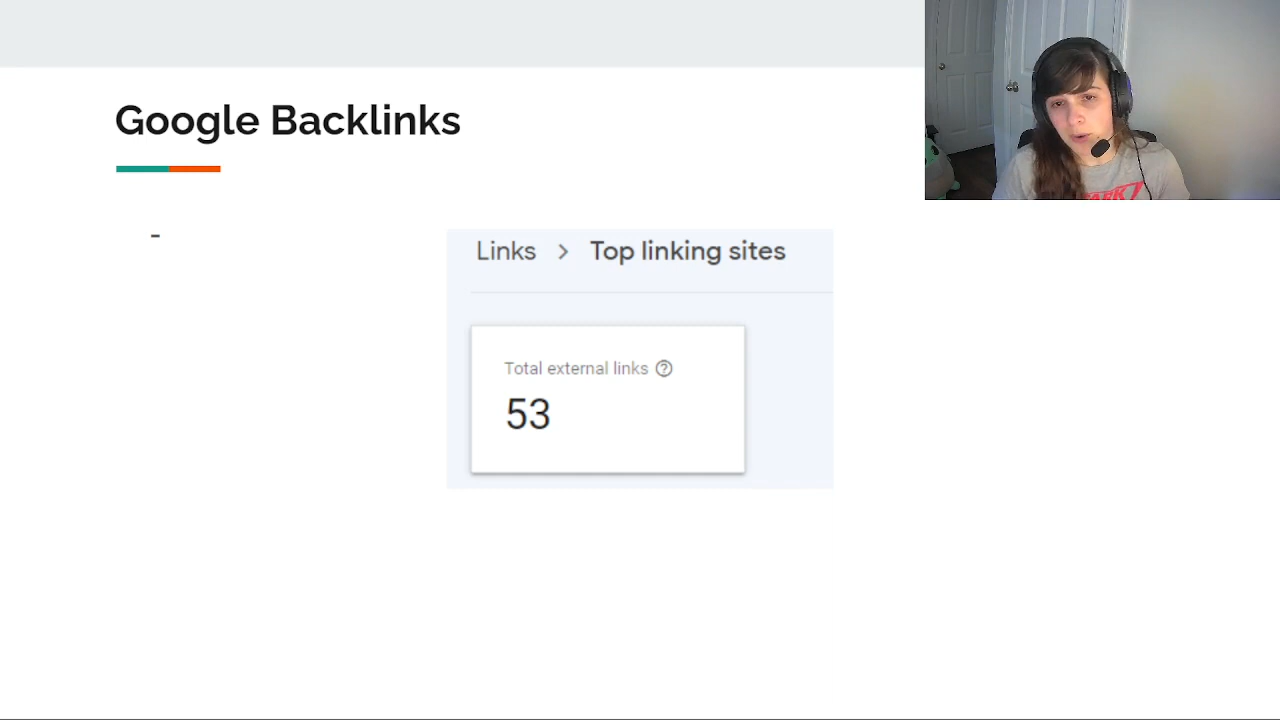 Google Backlinks
-
Links > Top linking sites
Total external links ?
53